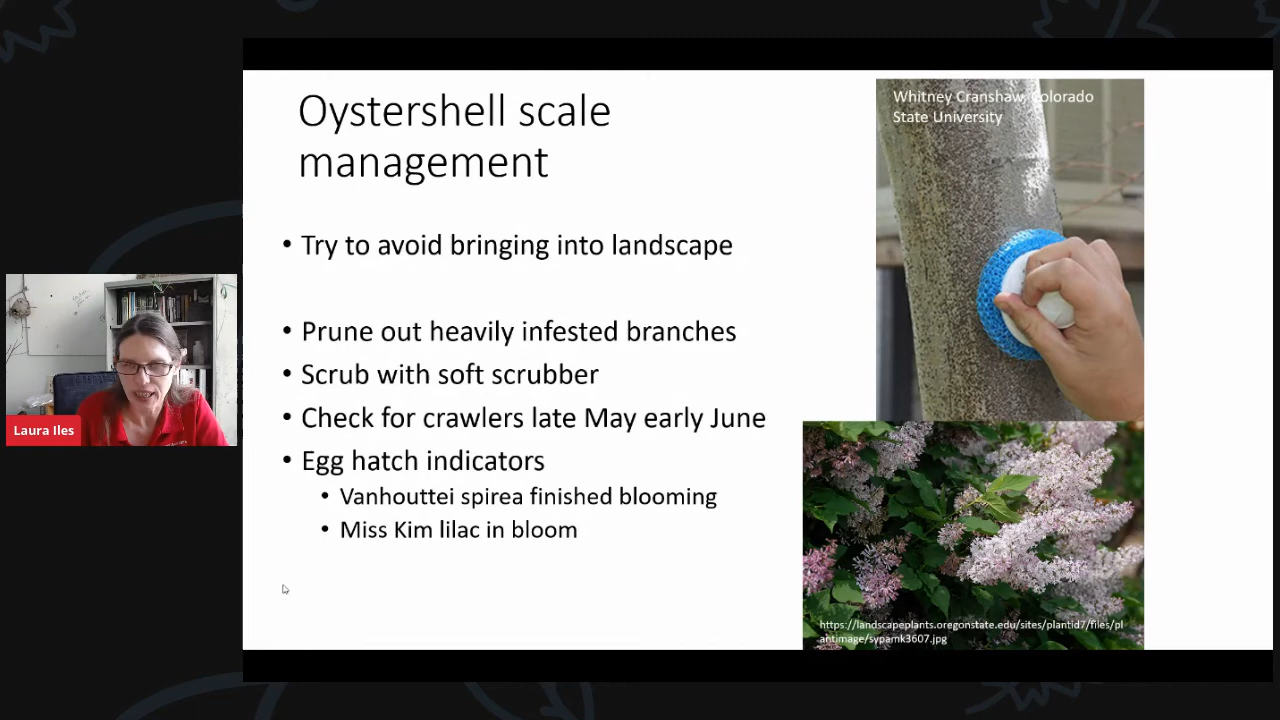 Oystershell scale
management
• Try to avoid bringing into landscape
• Prune out heavily infested branches
• Scrub with soft scrubber
• Check for crawlers late May early June
• Egg hatch indicators
• Vanhouttei spirea finished blooming
• Miss Kim lilac in bloom
Whitney Cranshaw, Colorado
State University
https://landscapeplants.oregonstate.edu/sites/plantid7/files/pl
antimage/sypamk3607.jpg
Laura Iles